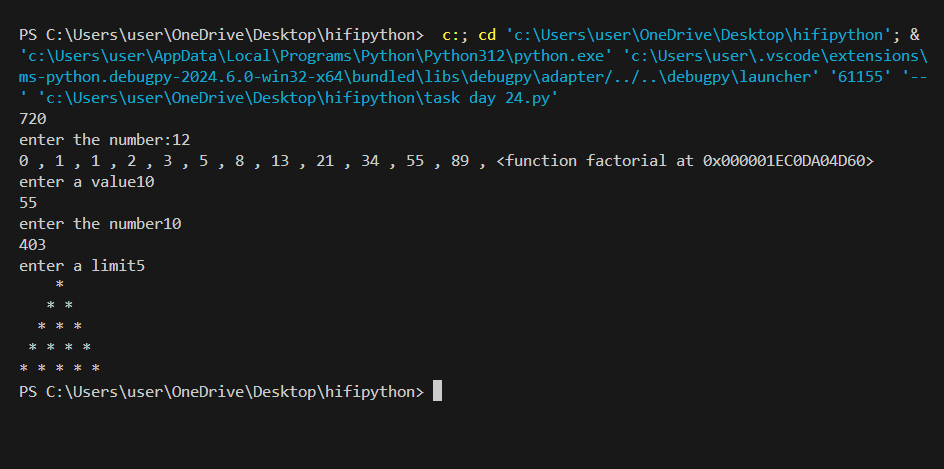 PS C:\Users\user\OneDrive\Desktop\hifipython>  c:; cd 'c:\Users\user\OneDrive\Desktop\hifipython'; &
'c:\Users\user\AppData\Local\Programs\Python\Python312\python.exe' 'c:\Users\user\.vscode\extensions\
ms-python.debugpy-2024.6.0-win32-x64\bundled\libs\debugpy\adapter/../..\debugpy\launcher' '61155' '--
' 'c:\Users\user\OneDrive\Desktop\hifipython\task day 24.py'
720
enter the number:12
0 , 1 , 1 , 2 , 3 , 5 , 8 , 13 , 21 , 34 , 55 , 89 , <function factorial at 0x000001EC0DA04D60>
enter a value10
55
enter the number10
403
enter a limit5
    *
   * *
  * * *
 * * * *
* * * * *
PS C:\Users\user\OneDrive\Desktop\hifipython>